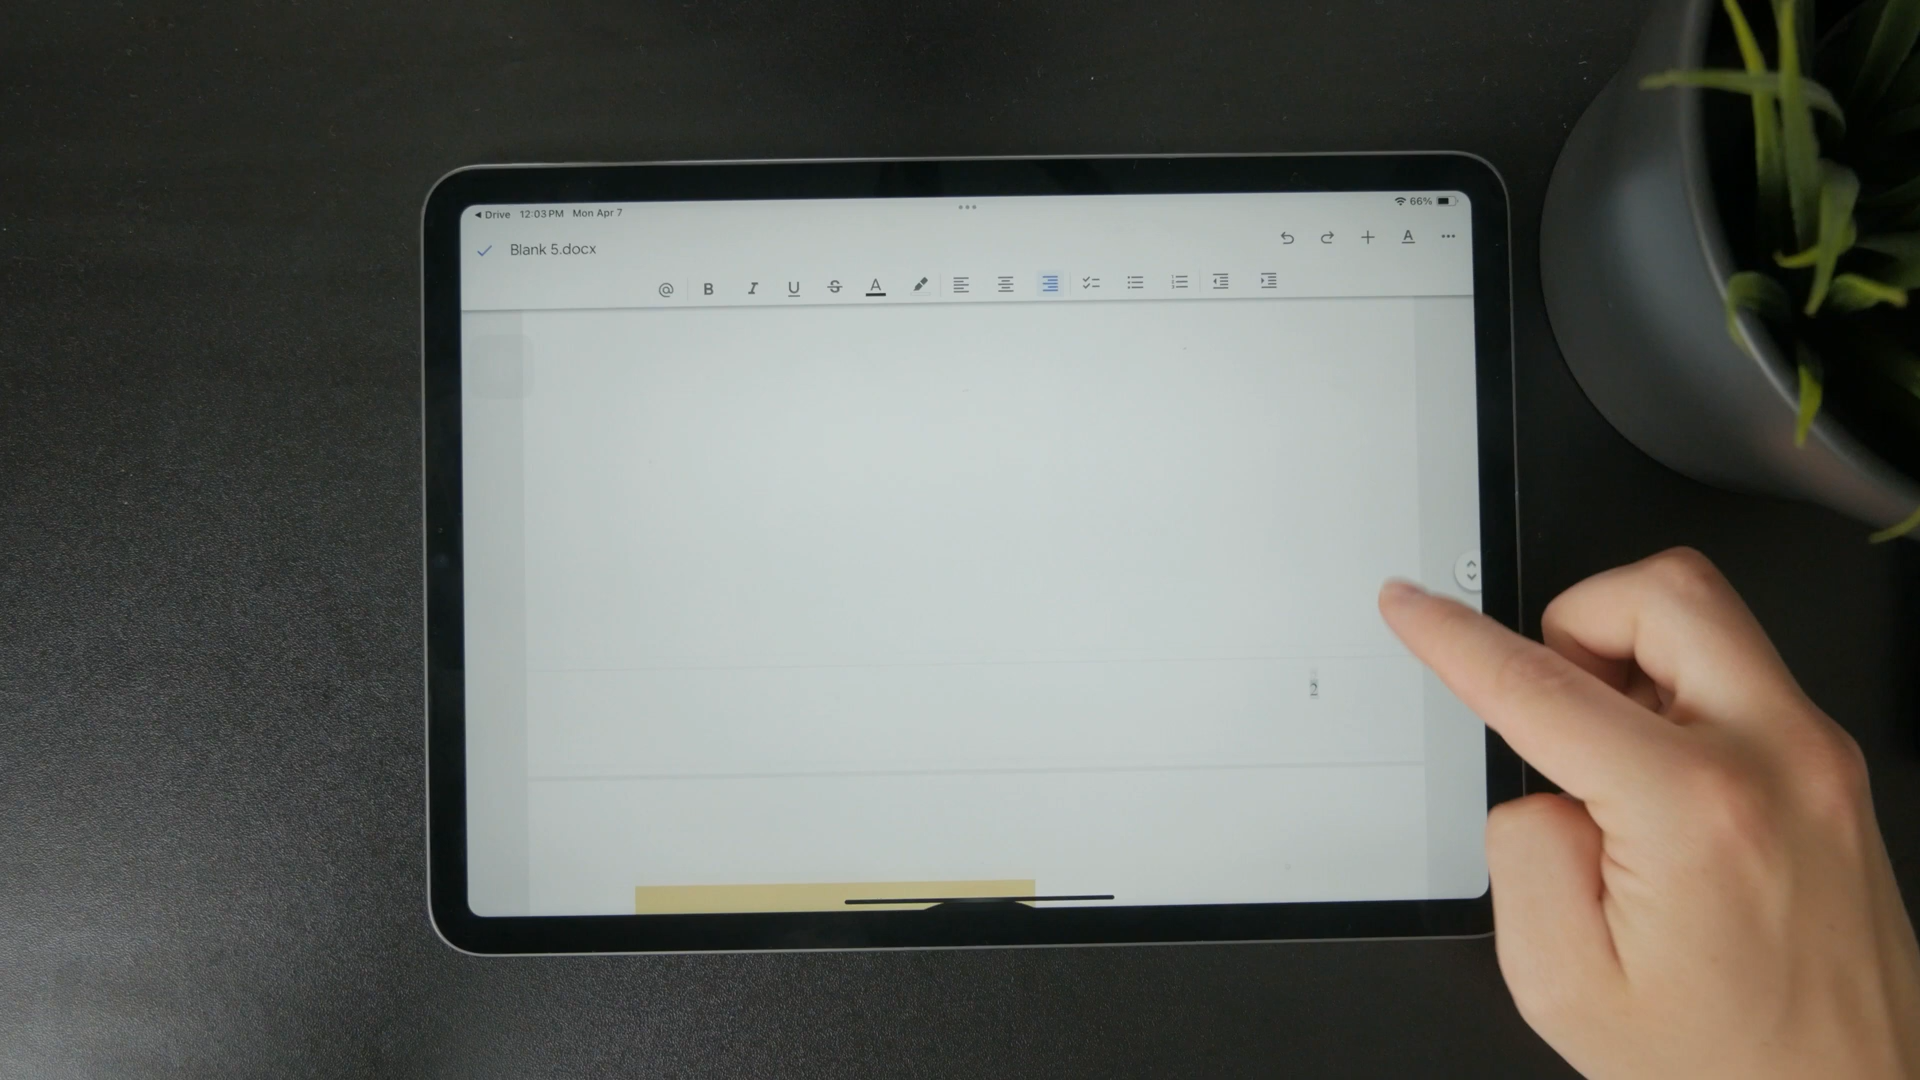 ◀ Drive 12:03 PM Mon Apr 7
66%
Blank 5.docx
A
@ B I U S A
2